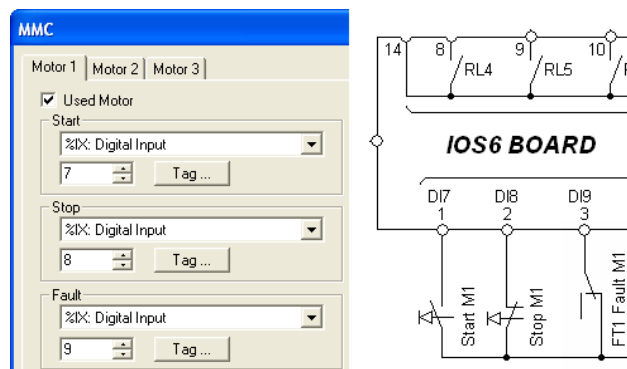 MMC
Motor 1
Motor 2
Motor 3
Used Motor
Start
%IX: Digital Input
7
Tag ...
Stop
%IX: Digital Input
8
Tag ...
Fault
%IX: Digital Input
9
Tag ...
14
8
9
10
RL4
RL5
IOS6 BOARD
DI7
DI8
DI9
1
2
3
Start M1
Stop M1
FT1 Fault M1